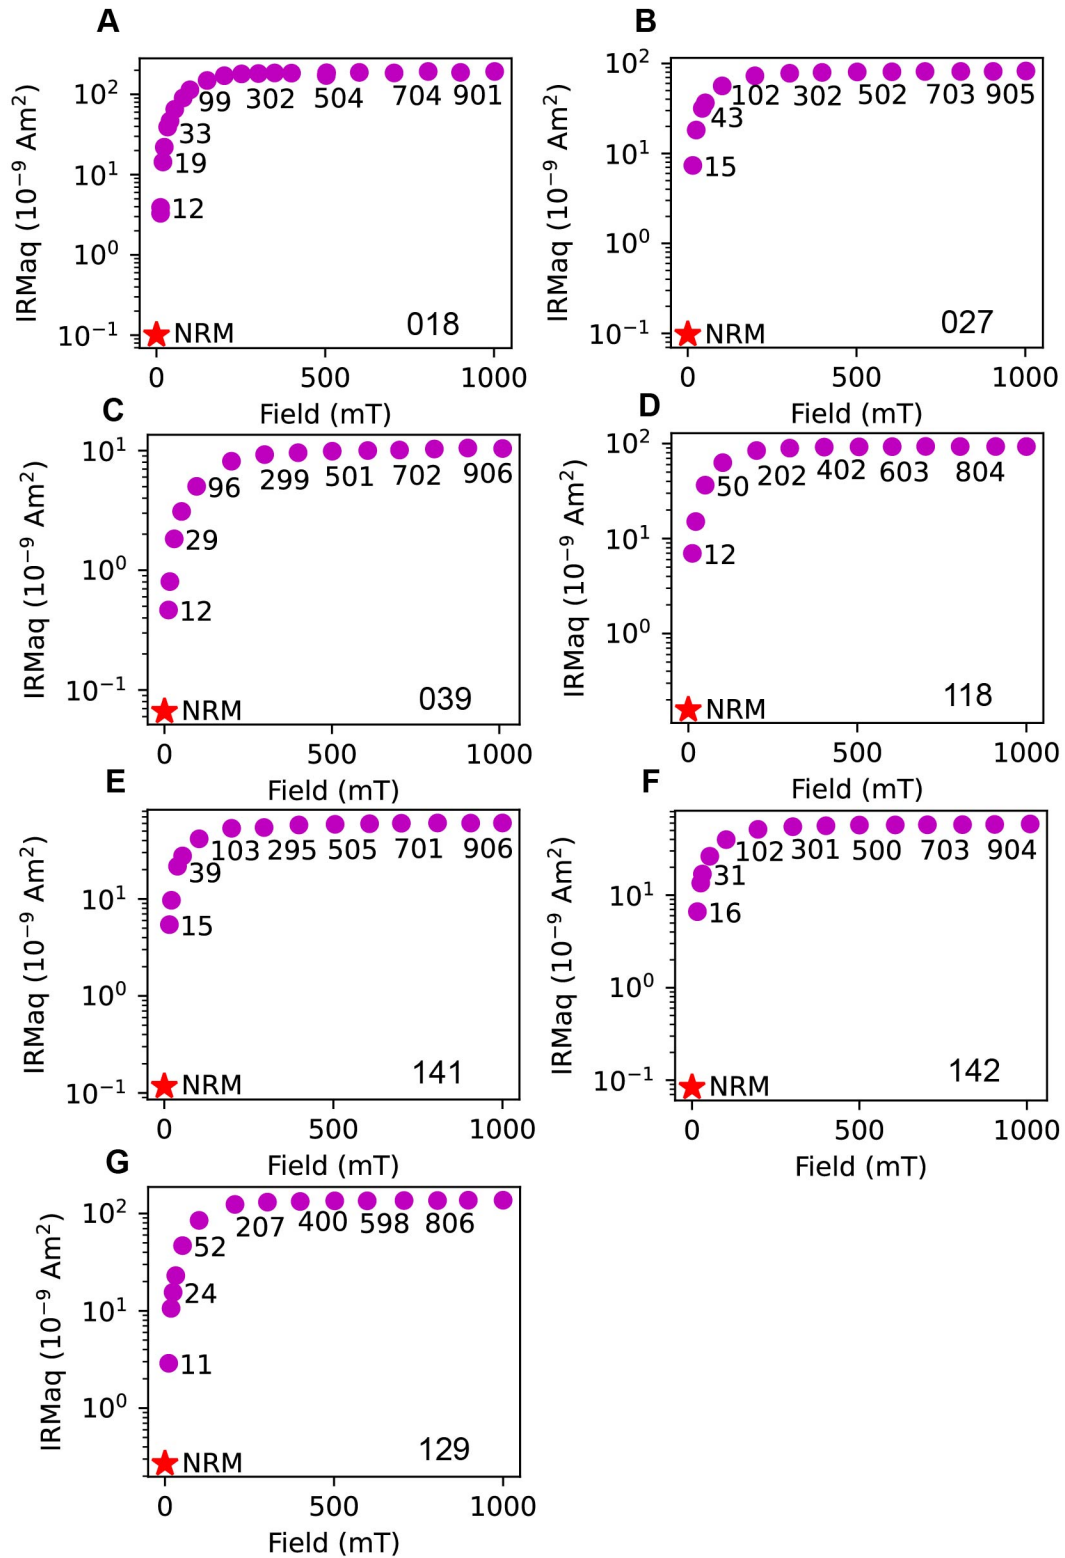 A
IRMaq (10⁻⁹ Am²)
10²
10¹
10⁰
10⁻¹
99 302 504 704 901
33
19
12
NRM
018
0 500 1000
Field (mT)
B
IRMaq (10⁻⁹ Am²)
10²
10¹
10⁰
10⁻¹
102 302 502 703 905
43
15
NRM
027
0 500 1000
Field (mT)
C
IRMaq (10⁻⁹ Am²)
10¹
10⁰
10⁻¹
96 299 501 702 906
29
12
NRM
039
0 500 1000
Field (mT)
D
IRMaq (10⁻⁹ Am²)
10²
10¹
10⁰
50 202 402 603 804
12
NRM
118
0 500 1000
Field (mT)
E
IRMaq (10⁻⁹ Am²)
10¹
10⁰
10⁻¹
103 295 505 701 906
39
15
NRM
141
0 500 1000
Field (mT)
F
IRMaq (10⁻⁹ Am²)
10¹
10⁰
10⁻¹
102 301 500 703 904
31
16
NRM
142
0 500 1000
Field (mT)
G
IRMaq (10⁻⁹ Am²)
10²
10¹
10⁰
207 400 598 806
52
24
11
NRM
129
0 500 1000
Field (mT)